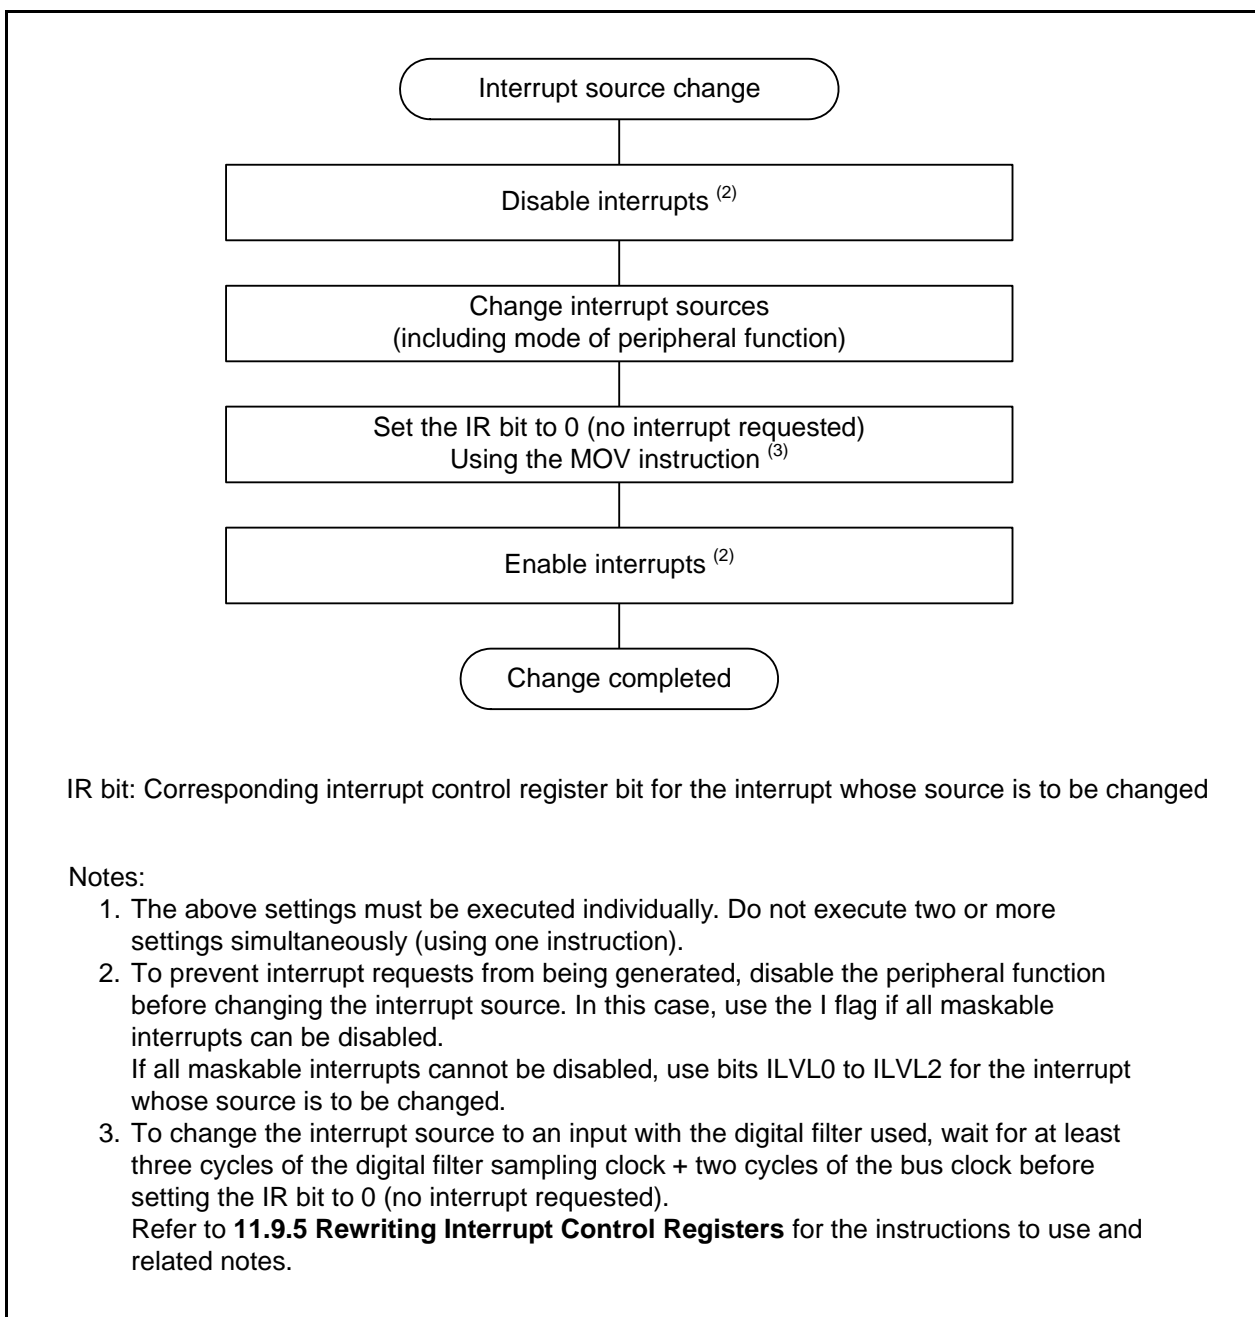 Interrupt source change
Disable interrupts (2)
Change interrupt sources
(including mode of peripheral function)
Set the IR bit to 0 (no interrupt requested)
Using the MOV instruction (3)
Enable interrupts (2)
Change completed
IR bit: Corresponding interrupt control register bit for the interrupt whose source is to be changed
Notes:
1. The above settings must be executed individually. Do not execute two or more
settings simultaneously (using one instruction).
2. To prevent interrupt requests from being generated, disable the peripheral function
before changing the interrupt source. In this case, use the I flag if all maskable
interrupts can be disabled.
If all maskable interrupts cannot be disabled, use bits ILVL0 to ILVL2 for the interrupt
whose source is to be changed.
3. To change the interrupt source to an input with the digital filter used, wait for at least
three cycles of the digital filter sampling clock + two cycles of the bus clock before
setting the IR bit to 0 (no interrupt requested).
Refer to 11.9.5 Rewriting Interrupt Control Registers for the instructions to use and
related notes.